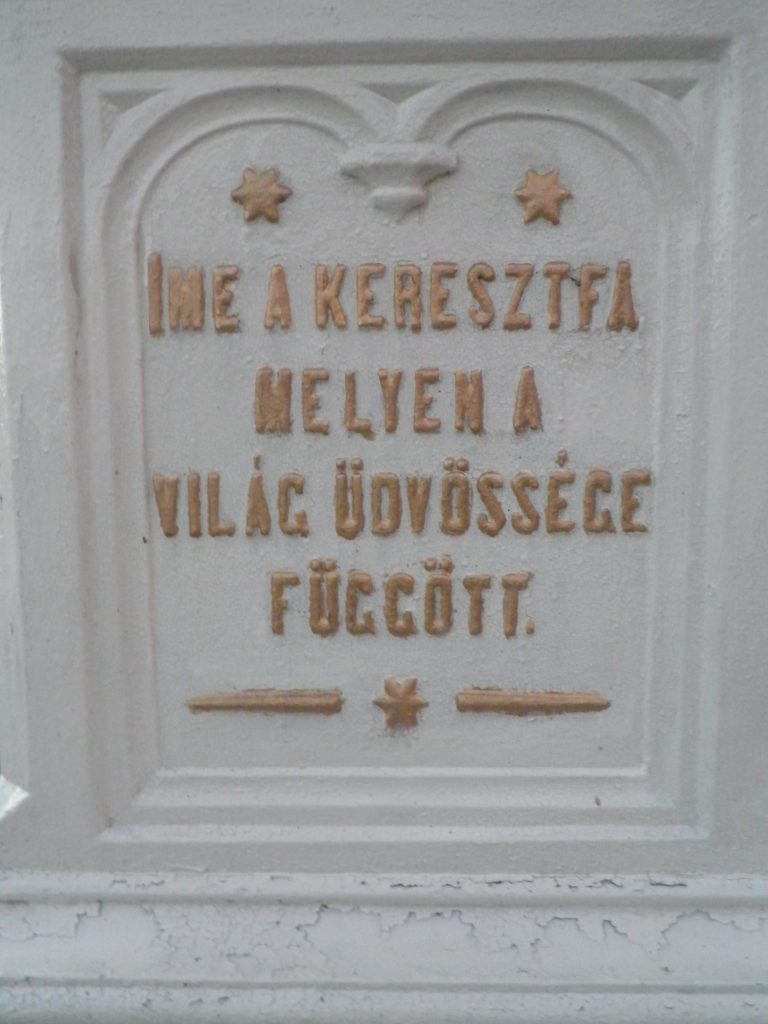 IME A KERESZTFA
MELYEN A
VILÁG ÜDVÖSSÉGE
FÜGGÖTT.